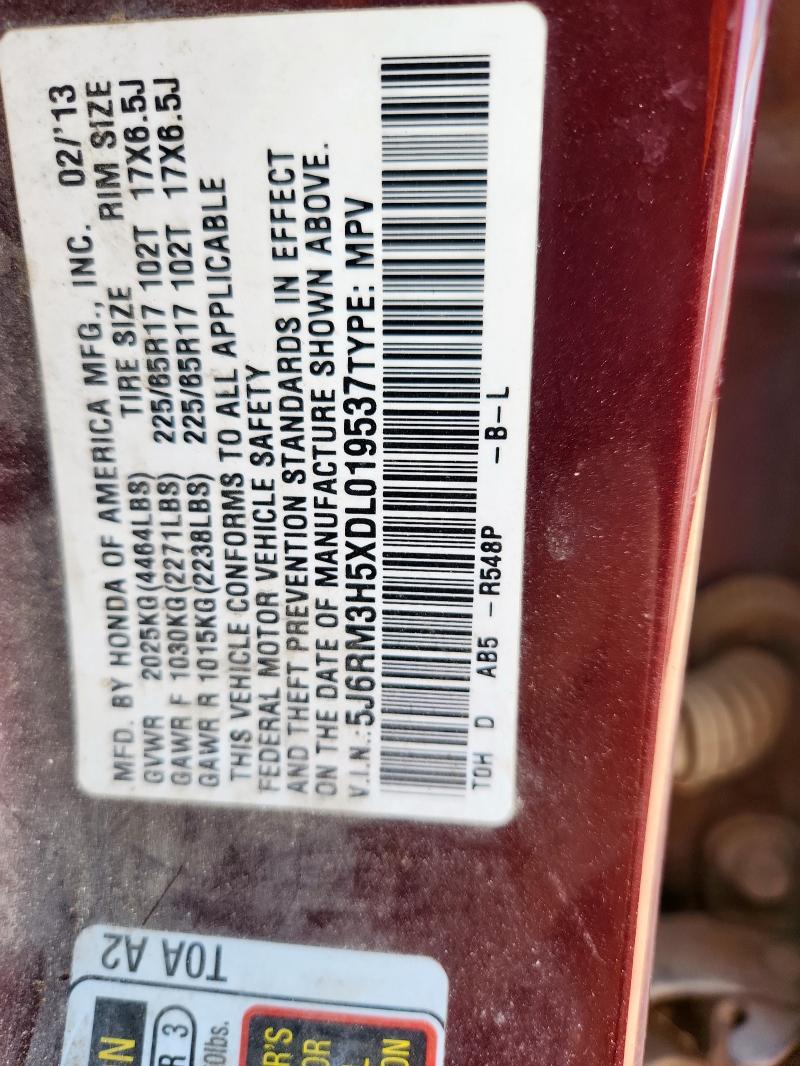 MFD. BY HONDA OF AMERICA MFG., INC. 02/'13
TIRE SIZE RIM SIZE
GVWR 2025KG(4464LBS)
GAWR F 1030KG(2271LBS) 225/65R17 102T 17X6.5J
GAWR R 1015KG(2238LBS) 225/65R17 102T 17X6.5J
THIS VEHICLE CONFORMS TO ALL APPLICABLE
FEDERAL MOTOR VEHICLE SAFETY
AND THEFT PREVENTION STANDARDS IN EFFECT
ON THE DATE OF MANUFACTURE SHOWN ABOVE.
V.I.N.:5J6RM3H5XDL019537TYPE: MPV
TOH D AB5 -R548P -B-L
T0A A2